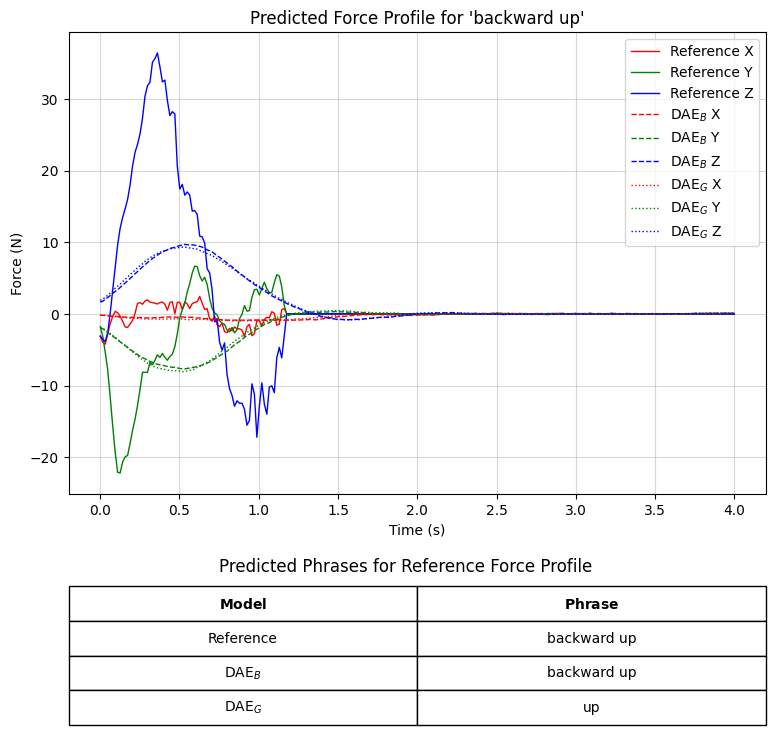 Predicted Force Profile for 'backward up'
Force (N)
30
20
10
0
−10
−20
0.0 0.5 1.0 1.5 2.0 2.5 3.0 3.5 4.0
Time (s)
Reference X
Reference Y
Reference Z
DAE_B X
DAE_B Y
DAE_B Z
DAE_G X
DAE_G Y
DAE_G Z
Predicted Phrases for Reference Force Profile
Model Phrase
Reference backward up
DAE_B backward up
DAE_G up